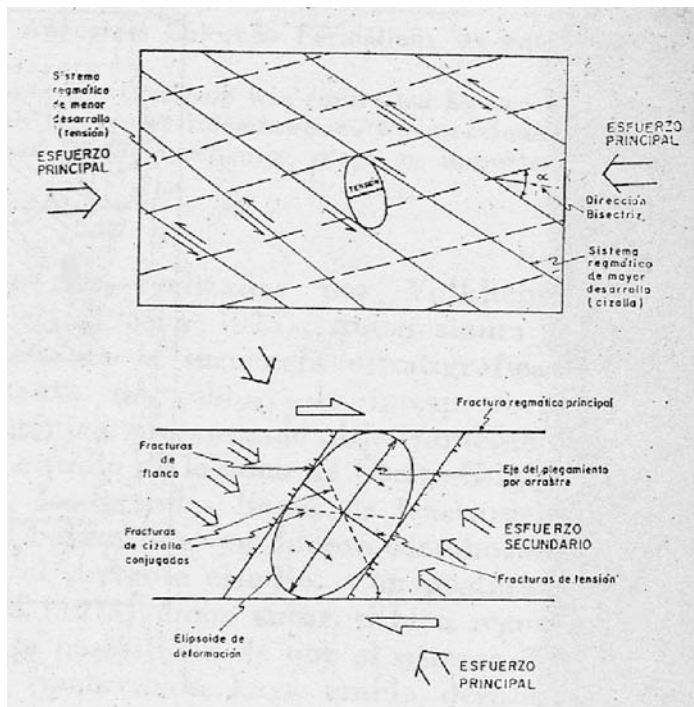 Sistema
regmático
de menor
desarrollo
(tensión)
ESFUERZO
PRINCIPAL
ESFUERZO
PRINCIPAL
TENSIÓN
Dirección
Bisectriz
Sistema
regmático
de mayor
desarrollo
(cizalla)
Fractura regmática principal
Fracturas
de
flanco
Eje del plegamiento
por arrastre
ESFUERZO
SECUNDARIO
Fracturas
de cizalla
conjugadas
Fracturas de tensión
Elipsoide de
deformación
ESFUERZO
PRINCIPAL